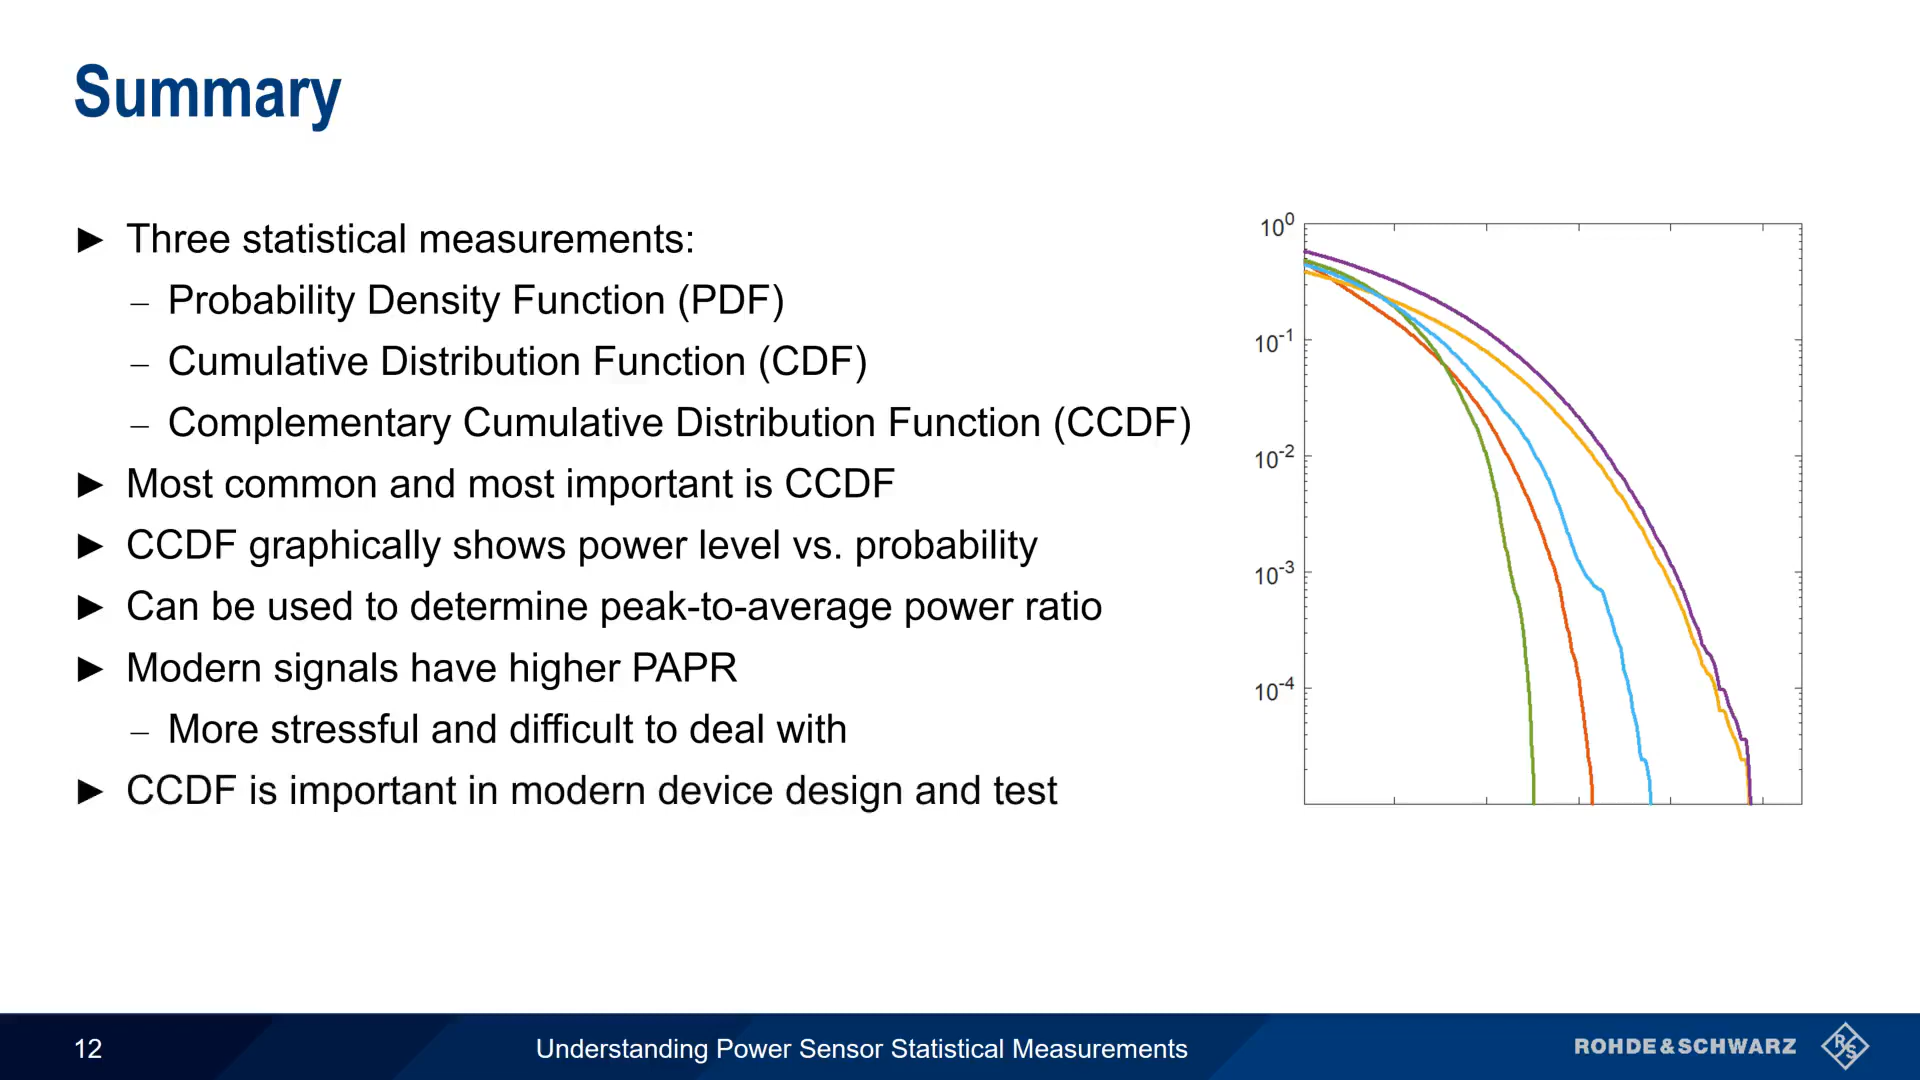 Summary
► Three statistical measurements:
– Probability Density Function (PDF)
– Cumulative Distribution Function (CDF)
– Complementary Cumulative Distribution Function (CCDF)
► Most common and most important is CCDF
► CCDF graphically shows power level vs. probability
► Can be used to determine peak-to-average power ratio
► Modern signals have higher PAPR
– More stressful and difficult to deal with
► CCDF is important in modern device design and test
10^0
10^-1
10^-2
10^-3
10^-4
12
Understanding Power Sensor Statistical Measurements
ROHDE&SCHWARZ
R&S